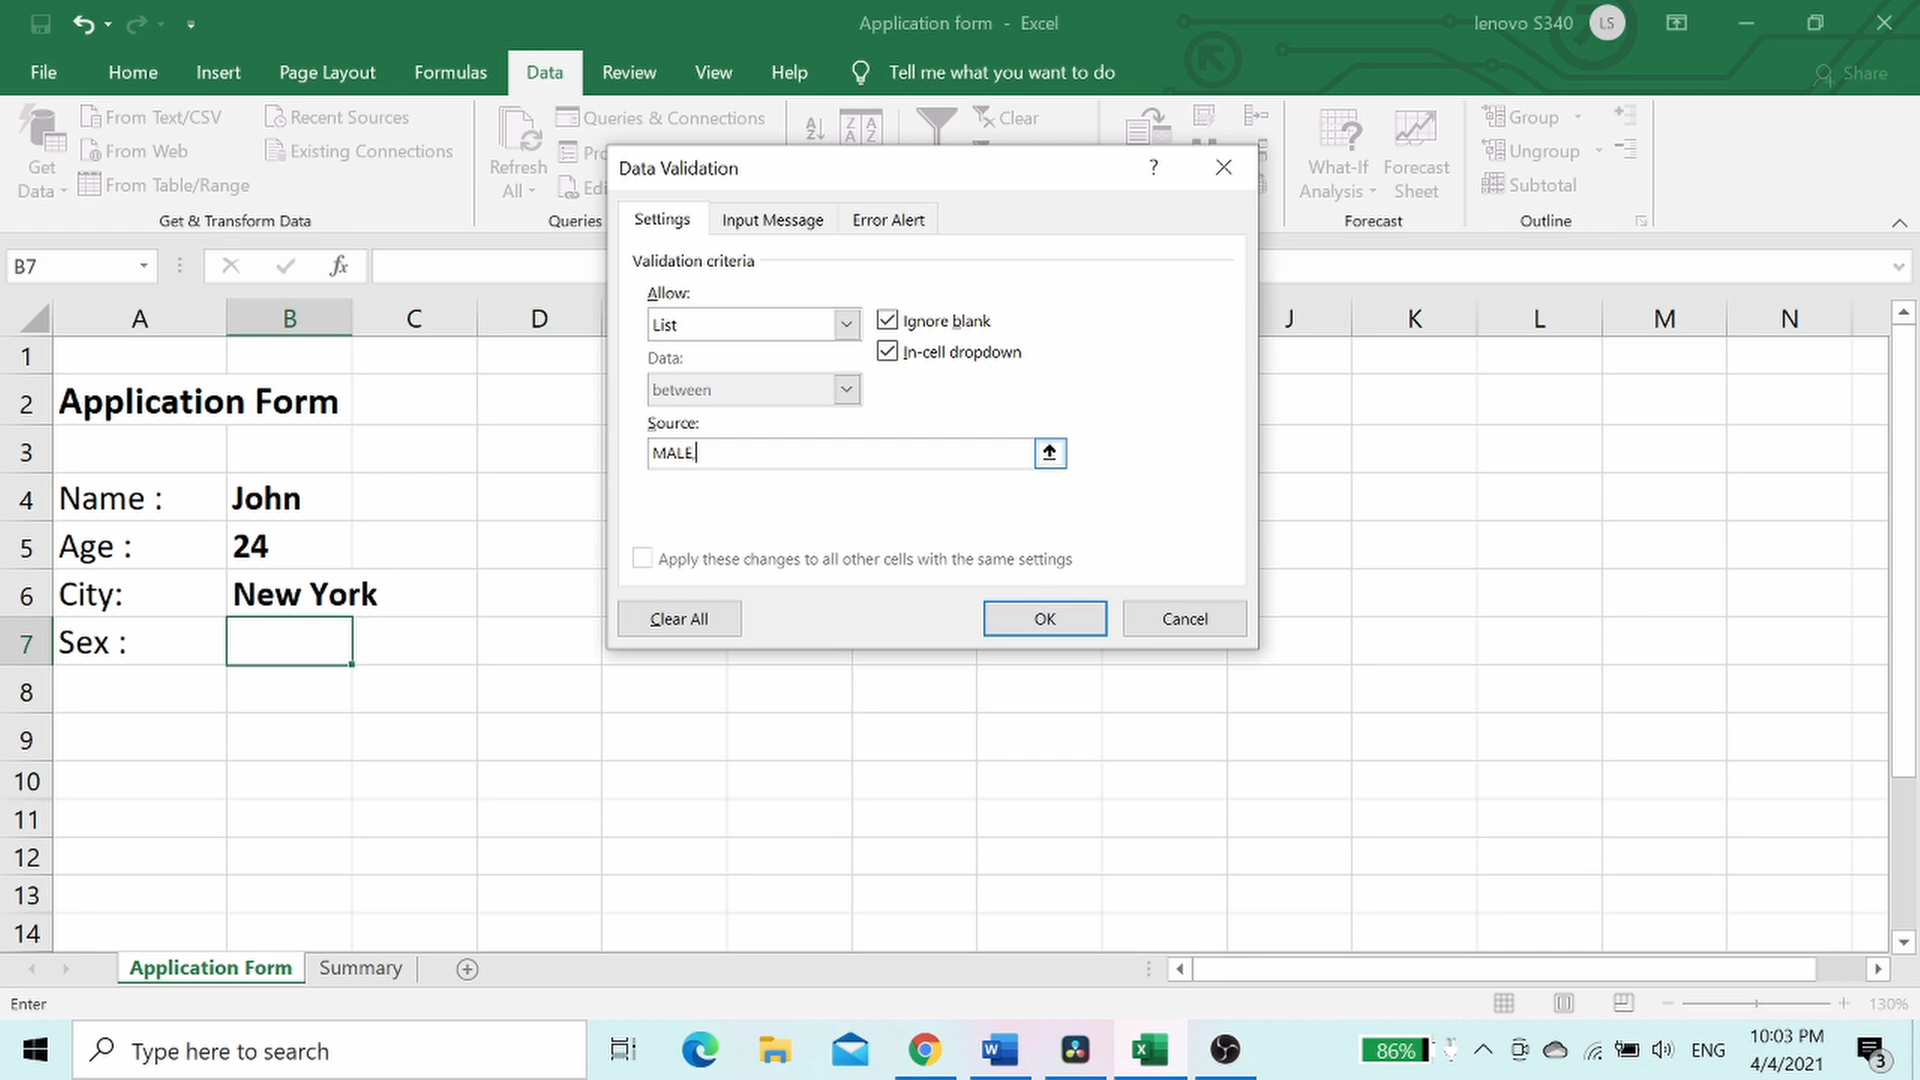 Application form - Excel
lenovo S340
LS
File Home Insert Page Layout Formulas Data Review View Help Tell me what you want to do Share
Get Data
From Text/CSV
From Web
From Table/Range
Recent Sources
Existing Connections
Get & Transform Data
Refresh All
Queries & Connections
Queries
Clear
What-If Analysis
Forecast Sheet
Forecast
Group
Ungroup
Subtotal
Outline
Data Validation ?
Settings Input Message Error Alert
Validation criteria
Allow:
List
Ignore blank
In-cell dropdown
Data:
between
Source:
MALE,
Apply these changes to all other cells with the same settings
Clear All OK Cancel
B7 fx
A B C D J K L M N
1
2 Application Form
3
4 Name : John
5 Age : 24
6 City: New York
7 Sex :
8
9
10
11
12
13
14
Application Form Summary
Enter
130%
Type here to search
86%
ENG
10:03 PM
4/4/2021
3